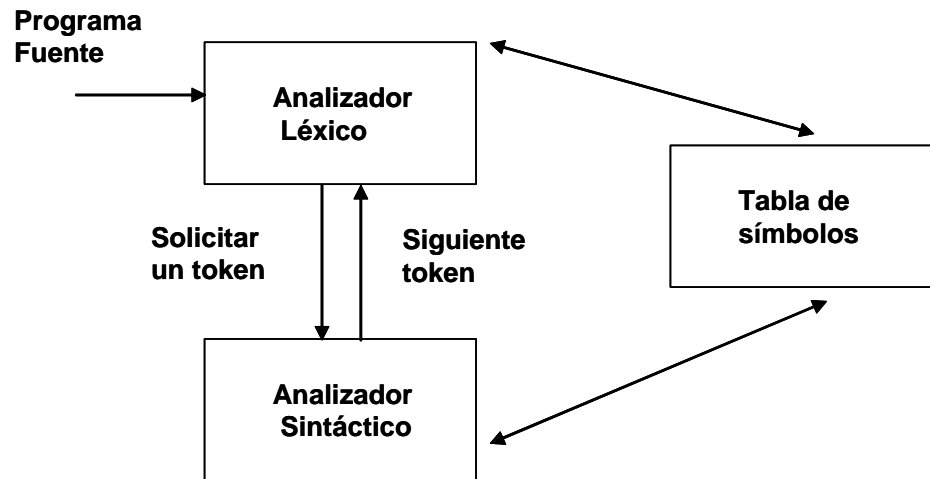 Programa
Fuente
Analizador
Léxico
Tabla de
símbolos
Solicitar
un token
Siguiente
token
Analizador
Sintáctico